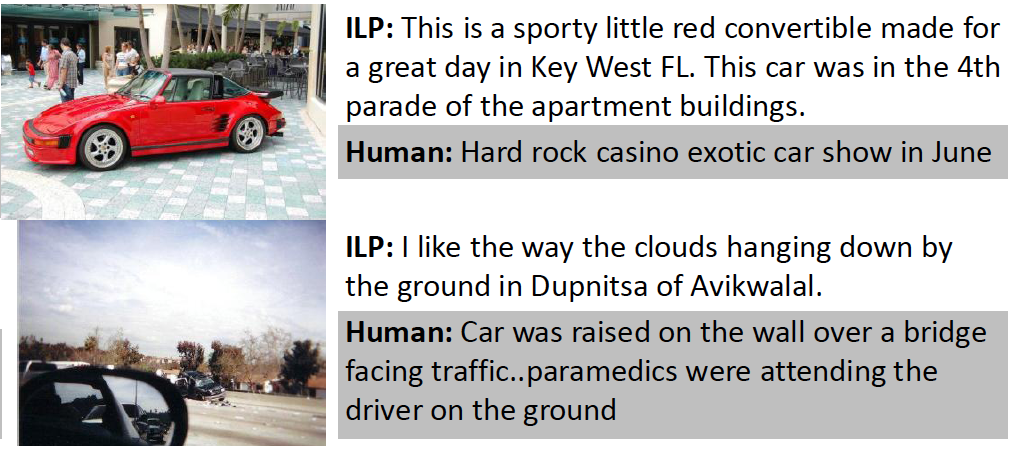 ILP: This is a sporty little red convertible made for
a great day in Key West FL. This car was in the 4th
parade of the apartment buildings.
Human: Hard rock casino exotic car show in June
ILP: I like the way the clouds hanging down by
the ground in Dupnitsa of Avikwalal.
Human: Car was raised on the wall over a bridge
facing traffic..paramedics were attending the
driver on the ground